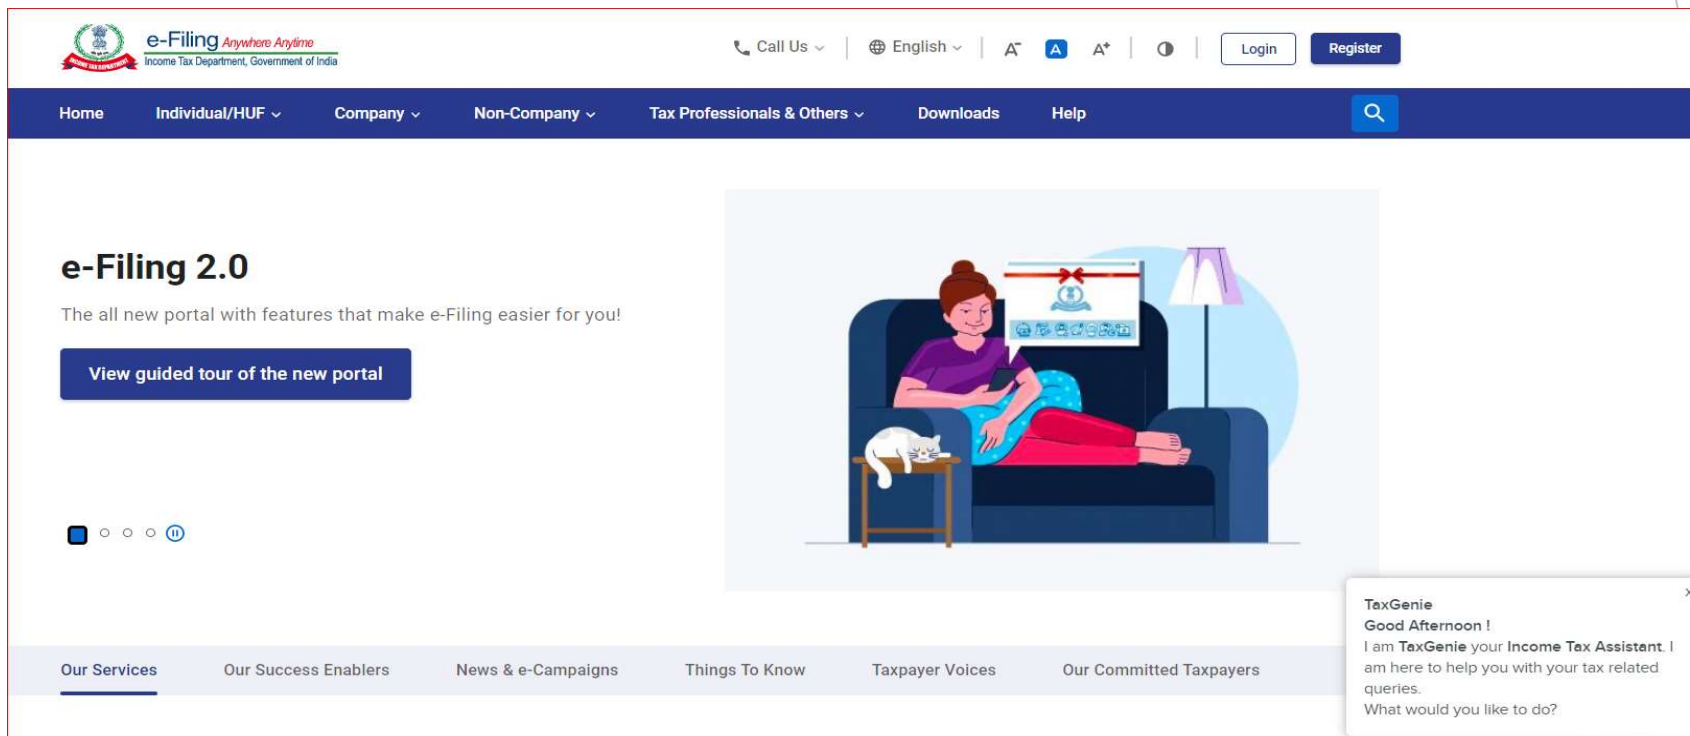 e-Filing Anywhere Anytime
Income Tax Department, Government of India
Call Us
English
A-
A
A+
Login
Register
Home
Individual/HUF
Company
Non-Company
Tax Professionals & Others
Downloads
Help
e-Filing 2.0
The all new portal with features that make e-Filing easier for you!
View guided tour of the new portal
TaxGenie
Good Afternoon !
I am TaxGenie your Income Tax Assistant. I
am here to help you with your tax related
queries.
What would you like to do?
Our Services
Our Success Enablers
News & e-Campaigns
Things To Know
Taxpayer Voices
Our Committed Taxpayers